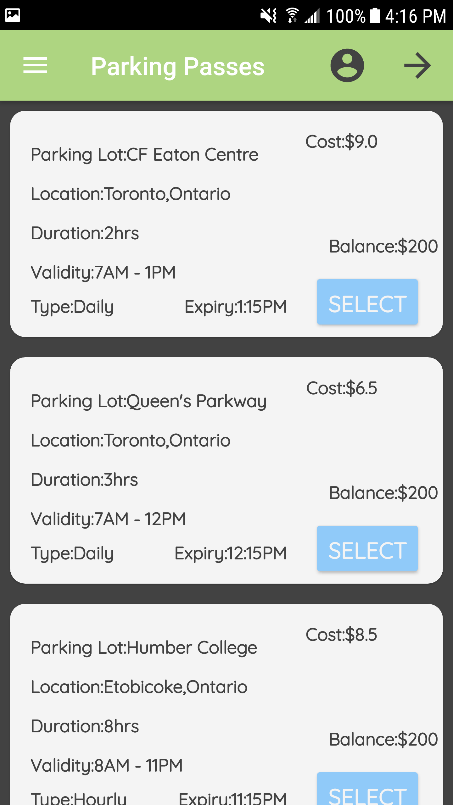 100% 4:16 PM
Parking Passes
Cost:$9.0
Parking Lot:CF Eaton Centre
Location:Toronto,Ontario
Duration:2hrs
Balance:$200
Validity:7AM - 1PM
Type:Daily Expiry:1:15PM SELECT
Cost:$6.5
Parking Lot:Queen's Parkway
Location:Toronto,Ontario
Duration:3hrs
Balance:$200
Validity:7AM - 12PM
Type:Daily Expiry:12:15PM SELECT
Cost:$8.5
Parking Lot:Humber College
Location:Etobicoke,Ontario
Duration:8hrs
Balance:$200
Validity:8AM - 11PM
Type:Hourly Expiry:11:15PM SELECT